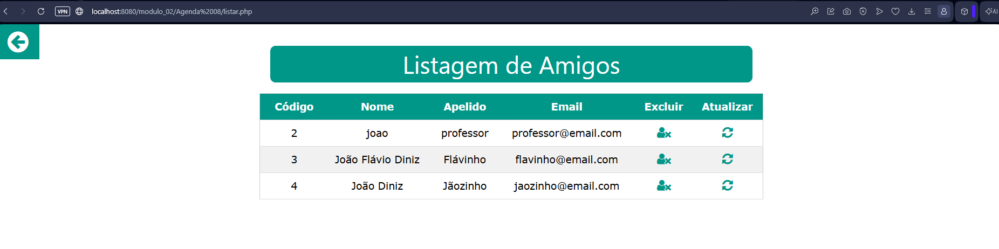 VPN localhost:8080/modulo_02/Agenda%2008/listar.php AI
Listagem de Amigos
Código Nome Apelido Email Excluir Atualizar
2 joao professor professor@email.com
3 João Flávio Diniz Flávinho flavinho@email.com
4 João Diniz Jãozinho jaozinho@email.com